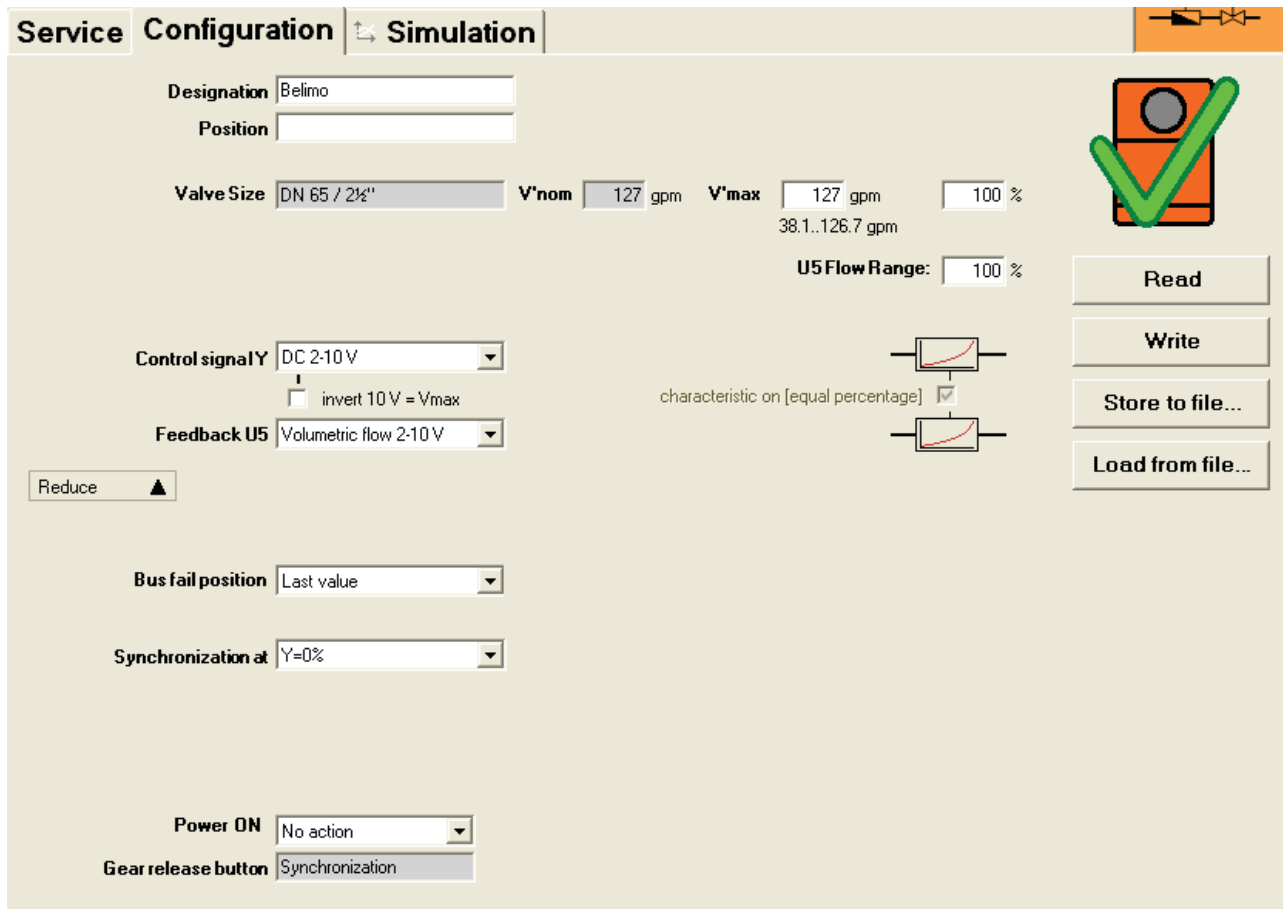 Service Configuration Simulation
Designation Belimo
Position
Valve Size DN 65 / 2½" V'nom 127 gpm V'max 127 gpm 100 %
38.1..126.7 gpm
U5 Flow Range: 100 %
Read
Control signal Y DC 2-10 V
Write
invert 10 V = Vmax
characteristic on [equal percentage]
Store to file...
Feedback U5 Volumetric flow 2-10 V
Load from file...
Reduce
Bus fail position Last value
Synchronization at Y=0%
Power ON No action
Gear release button Synchronization